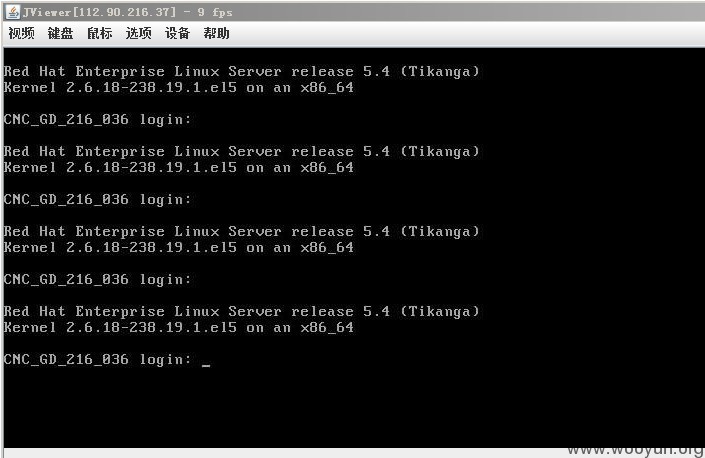 JViewer[112.90.216.37] - 9 fps
视频 键盘 鼠标 选项 设备 帮助
Red Hat Enterprise Linux Server release 5.4 (Tikanga)
Kernel 2.6.18-238.19.1.el5 on an x86_64
CNC_GD_216_036 login:
Red Hat Enterprise Linux Server release 5.4 (Tikanga)
Kernel 2.6.18-238.19.1.el5 on an x86_64
CNC_GD_216_036 login:
Red Hat Enterprise Linux Server release 5.4 (Tikanga)
Kernel 2.6.18-238.19.1.el5 on an x86_64
CNC_GD_216_036 login:
Red Hat Enterprise Linux Server release 5.4 (Tikanga)
Kernel 2.6.18-238.19.1.el5 on an x86_64
CNC_GD_216_036 login: _
www.wooyun.org